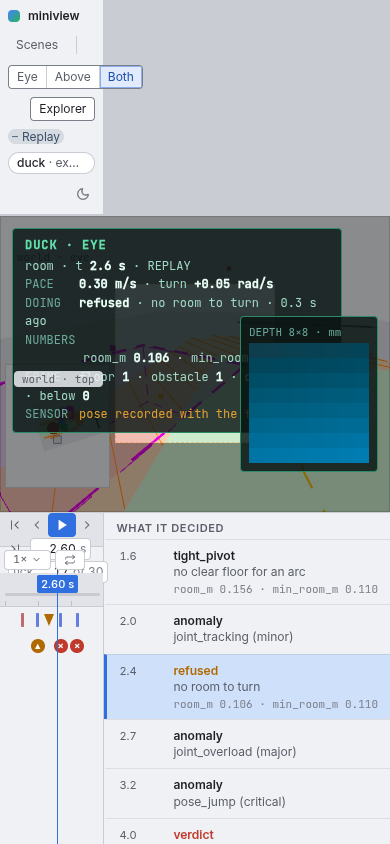 miniview
Scenes
Eye Above Both
Explorer
– Replay
duck · ex…
DUCK · EYE
room · t 2.6 s · REPLAY
PACE 0.30 m/s · turn +0.05 rad/s
DOING refused · no room to turn · 0.3 s
ago
NUMBERS
room_m 0.106 · min_room
1 · obstacle 1 ·
· below 0
SENSOR pose recorded with the
world · top
DEPTH 8×8 · mm
2.60 s
1×
2.60 s
WHAT IT DECIDED
1.6 tight_pivot
no clear floor for an arc
room_m 0.156 · min_room_m 0.110
2.0 anomaly
joint_tracking (minor)
2.4 refused
no room to turn
room_m 0.106 · min_room_m 0.110
2.7 anomaly
joint_overload (major)
3.2 anomaly
pose_jump (critical)
4.0 verdict